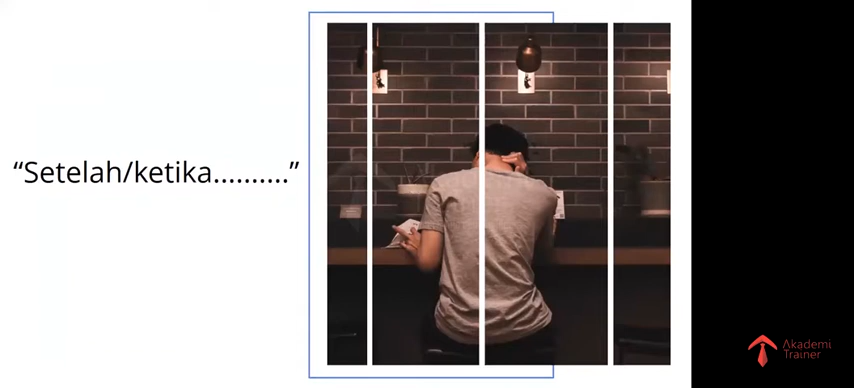 “Setelah/ketika..........”
Akademi
Trainer